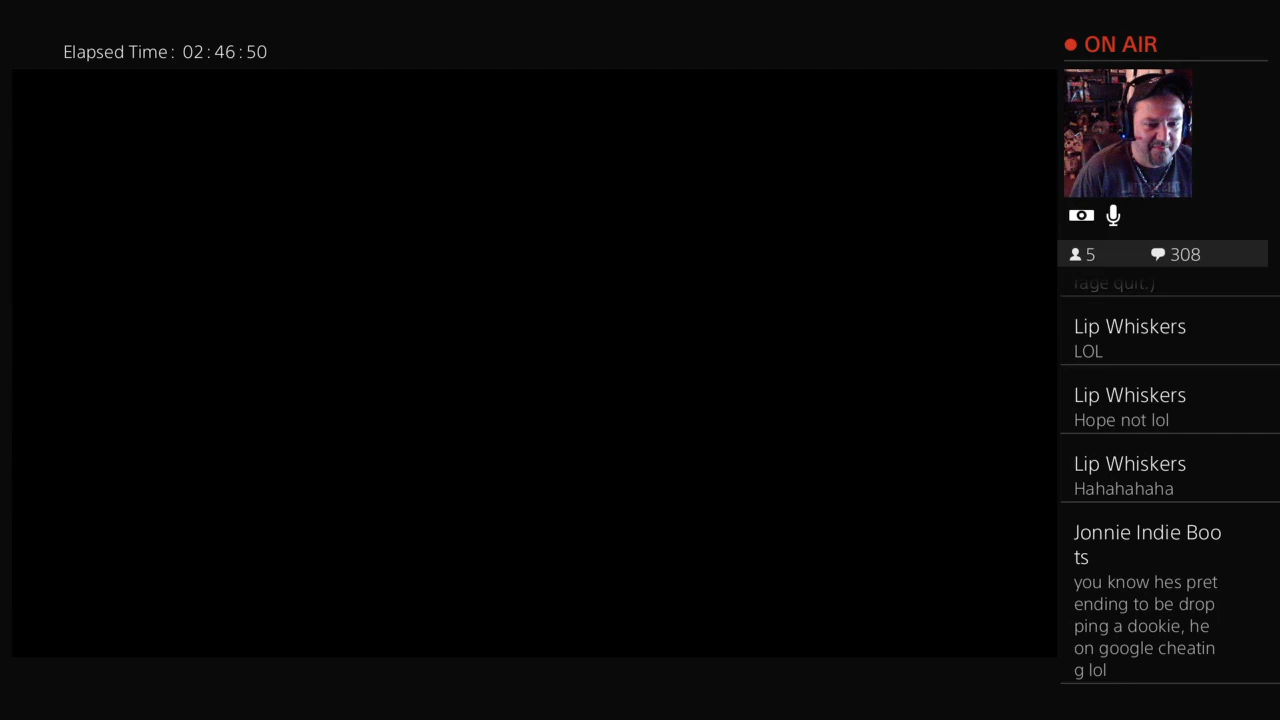 Elapsed Time: 02:46:50
ON AIR
5 308
rage quit.)
Lip Whiskers
LOL
Lip Whiskers
Hope not lol
Lip Whiskers
Hahahahaha
Jonnie Indie Boo
ts
you know hes pret
ending to be drop
ping a dookie, he
on google cheatin
g lol